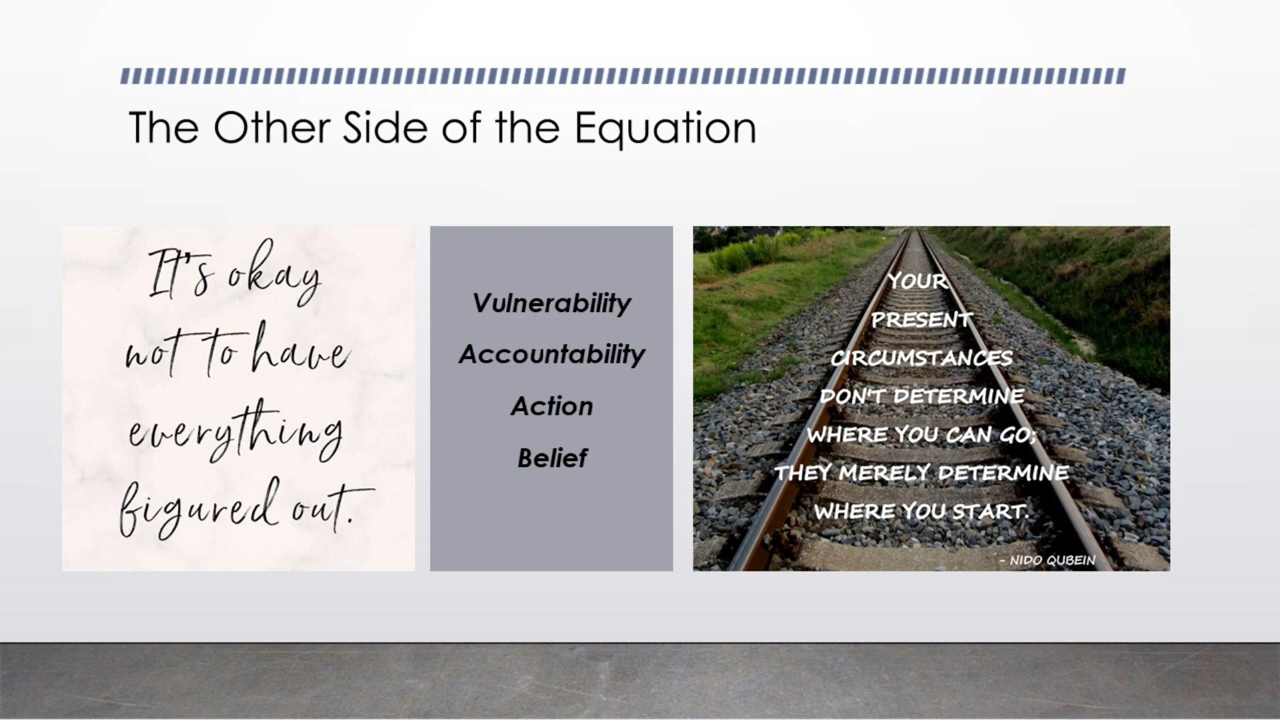 The Other Side of the Equation
It's okay
not to have
everything
figured out.
Vulnerability
Accountability
Action
Belief
YOUR
PRESENT
CIRCUMSTANCES
DON'T DETERMINE
WHERE YOU CAN GO;
THEY MERELY DETERMINE
WHERE YOU START.
- NIDO QUBEIN